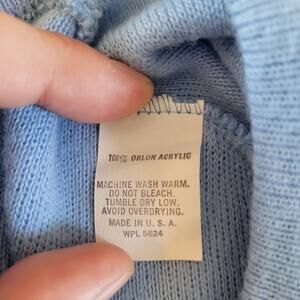 100% ORLON ACRYLIC
MACHINE WASH WARM.
DO NOT BLEACH.
TUMBLE DRY LOW.
AVOID OVERDRYING.
MADE IN U. S. A.
WPL 5624